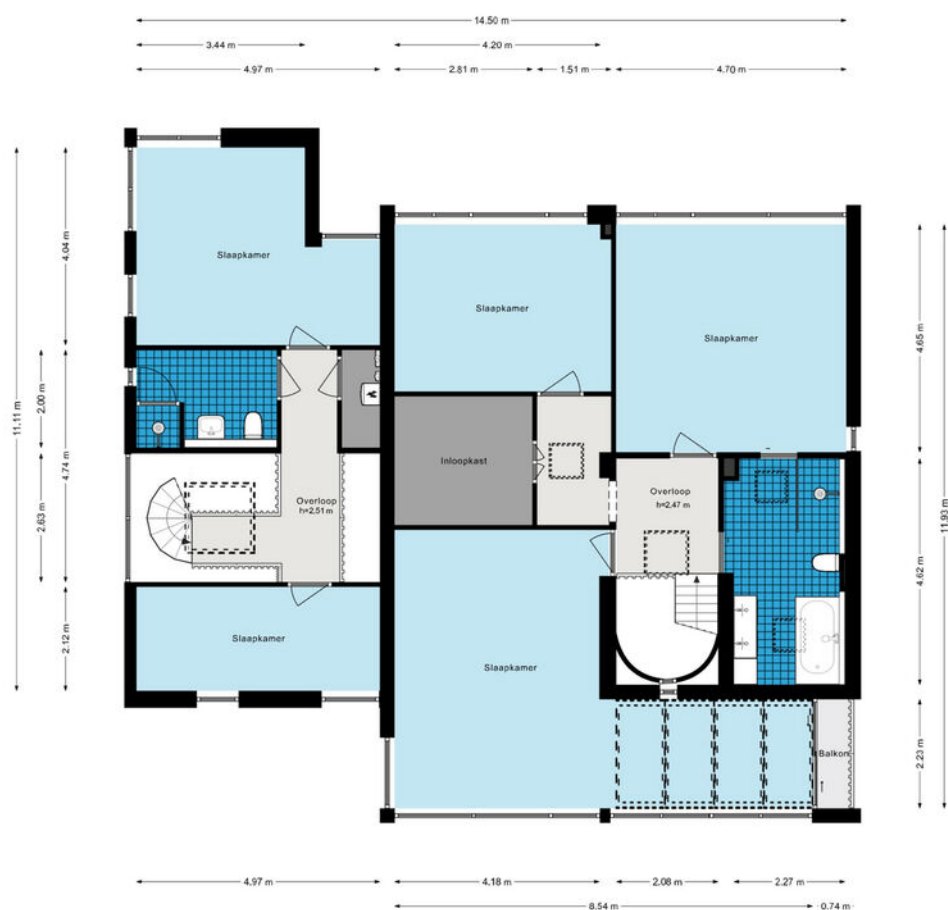 14.50 m
3.44 m
4.20 m
4.97 m
2.81 m
1.51 m
4.70 m
Slaapkamer
4.04 m
Slaapkamer
Slaapkamer
4.65 m
11.11 m
2.00 m
4.74 m
2.63 m
Inloopkast
Overloop
h=2,51 m
Overloop
h=2,47 m
11.93 m
4.62 m
2.12 m
Slaapkamer
Slaapkamer
2.23 m
Balkon
4.97 m
4.18 m
2.08 m
2.27 m
8.54 m
0.74 m